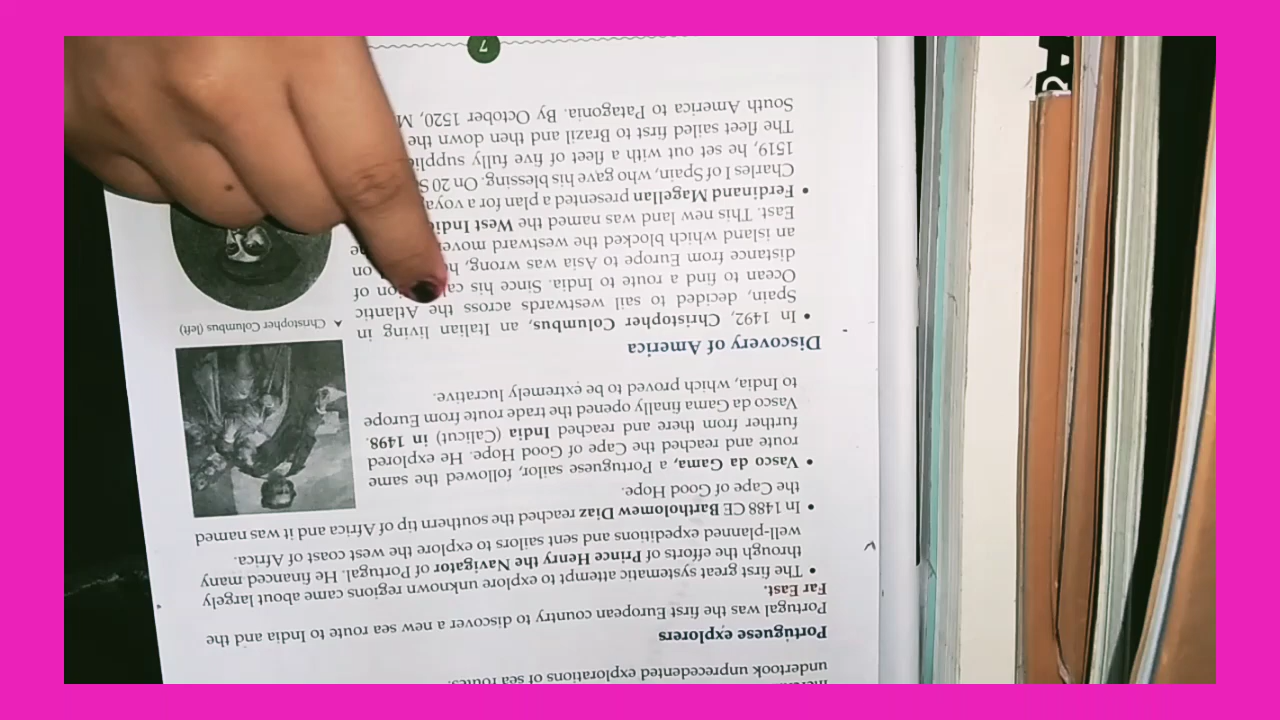 undertook unprecedented explorations of sea routes.
Portuguese explorers
Portugal was the first European country to discover a new sea route to India and the
Far East.
• The first great systematic attempt to explore unknown regions came about largely
through the efforts of Prince Henry the Navigator of Portugal. He financed many
well-planned expeditions and sent sailors to explore the west coast of Africa.
• In 1488 CE Bartholomew Diaz reached the southern tip of Africa and it was named
the Cape of Good Hope.
• Vasco da Gama, a Portuguese sailor, followed the same
route and reached the Cape of Good Hope. He explored
further from there and reached India (Calicut) in 1498.
Vasco da Gama finally opened the trade route from Europe
to India, which proved to be extremely lucrative.
Discovery of America
• In 1492, Christopher Columbus, an Italian living in
Spain, decided to sail westwards across the Atlantic
Ocean to find a route to India. Since his of
distance from Europe to Asia was wrong, on
an island which blocked the westward
East. This new land was named the West
• Ferdinand Magellan presented a plan for a
Charles I of Spain, who gave his blessing. On 20
1519, he set out with a fleet of five fully
The fleet sailed first to Brazil and then down the
South America to Patagonia. By October 1520,
▲ Christopher Columbus (left)
7